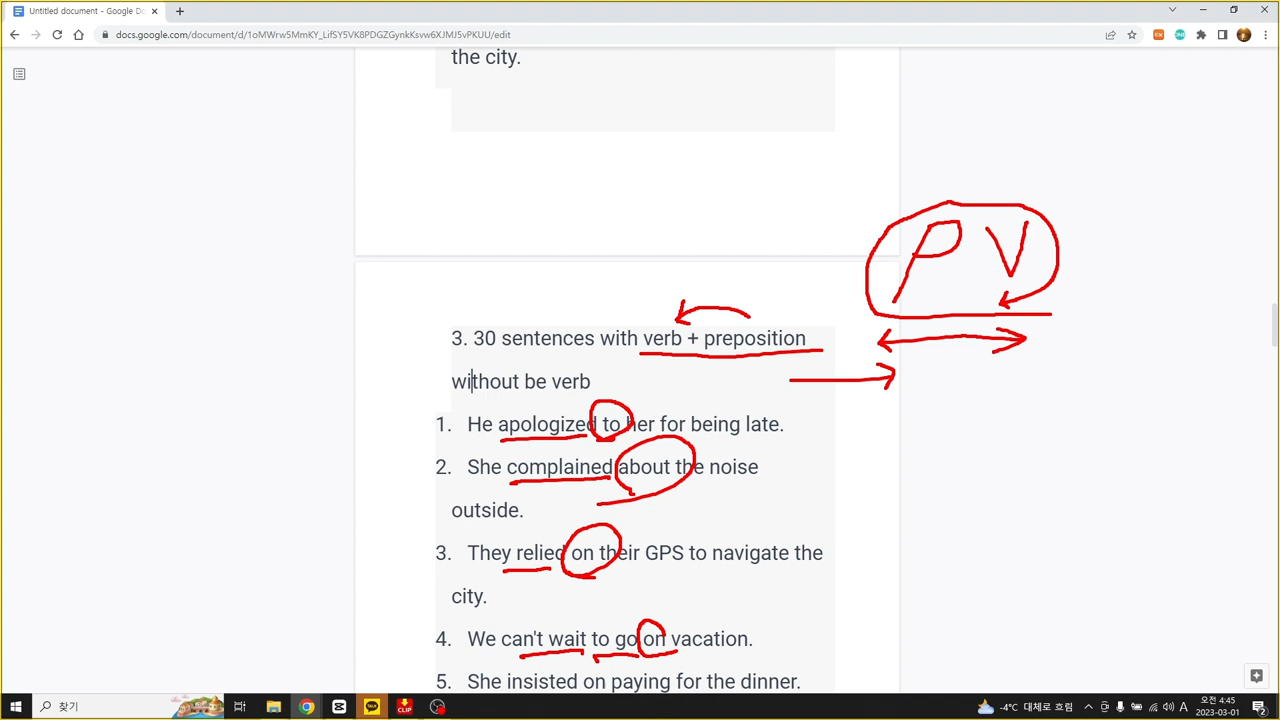 Untitled document - Google Do
docs.google.com/document/d/1oMWrw5MmKY_LifSY5VK8PDGZGynkKsvw6XJMJ5vPKUU/edit
the city.
P V
3. 30 sentences with verb + preposition
without be verb
1. He apologized to her for being late.
2. She complained about the noise
outside.
3. They relied on their GPS to navigate the
city.
4. We can't wait to go on vacation.
5. She insisted on paying for the dinner.
찾기
TALK
CLIP
-4°C 대체로 흐림
A
오전 4:45
2023-03-01
2